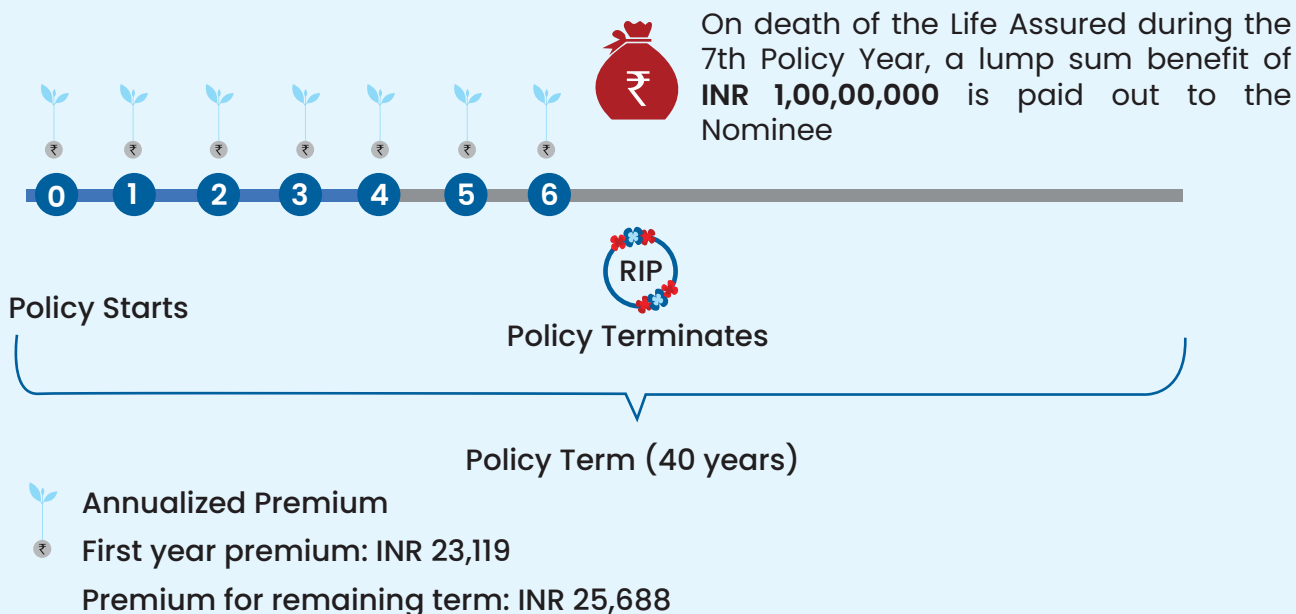 On death of the Life Assured during the
7th Policy Year, a lump sum benefit of
INR 1,00,00,000 is paid out to the
Nominee
₹
₹ ₹ ₹ ₹ ₹ ₹ ₹
0 1 2 3 4 5 6
RIP
Policy Starts
Policy Terminates
Policy Term (40 years)
Annualized Premium
₹ First year premium: INR 23,119
Premium for remaining term: INR 25,688